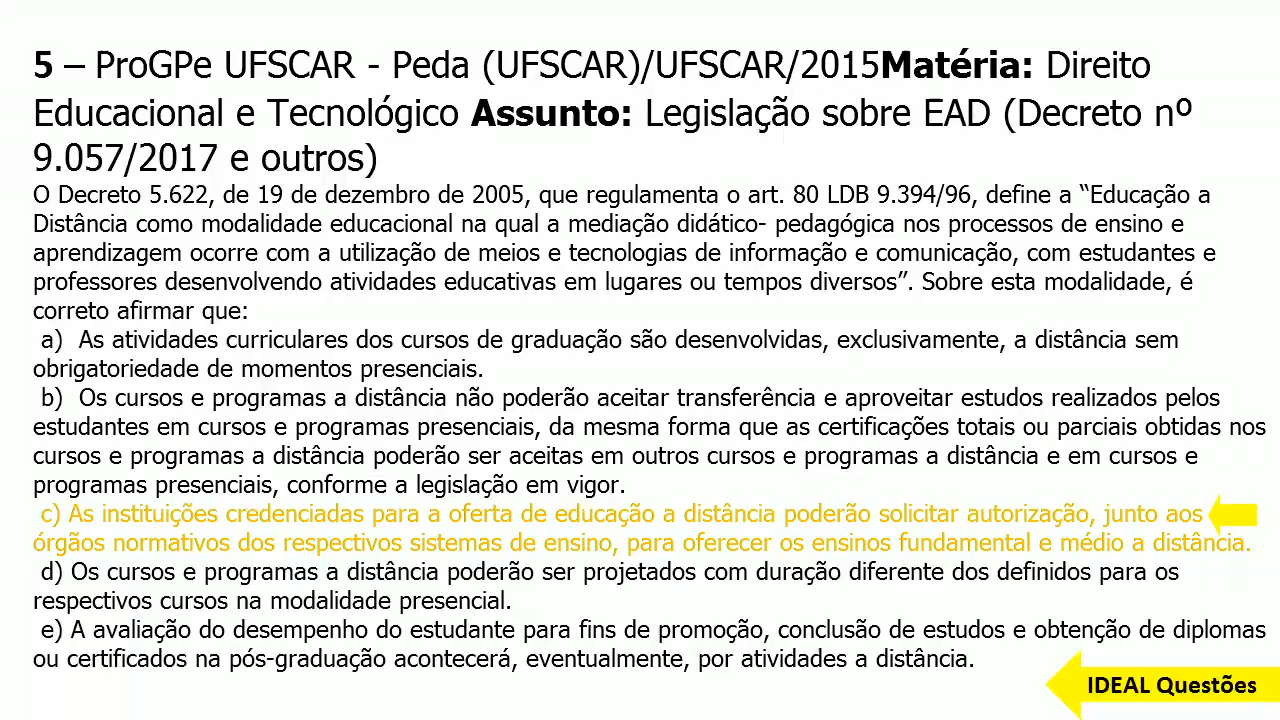 5 – ProGPe UFSCAR - Peda (UFSCAR)/UFSCAR/2015Matéria: Direito
Educacional e Tecnológico Assunto: Legislação sobre EAD (Decreto nº
9.057/2017 e outros)
O Decreto 5.622, de 19 de dezembro de 2005, que regulamenta o art. 80 LDB 9.394/96, define a “Educação a
Distância como modalidade educacional na qual a mediação didático- pedagógica nos processos de ensino e
aprendizagem ocorre com a utilização de meios e tecnologias de informação e comunicação, com estudantes e
professores desenvolvendo atividades educativas em lugares ou tempos diversos”. Sobre esta modalidade, é
correto afirmar que:
a) As atividades curriculares dos cursos de graduação são desenvolvidas, exclusivamente, a distância sem
obrigatoriedade de momentos presenciais.
b) Os cursos e programas a distância não poderão aceitar transferência e aproveitar estudos realizados pelos
estudantes em cursos e programas presenciais, da mesma forma que as certificações totais ou parciais obtidas nos
cursos e programas a distância poderão ser aceitas em outros cursos e programas a distância e em cursos e
programas presenciais, conforme a legislação em vigor.
c) As instituições credenciadas para a oferta de educação a distância poderão solicitar autorização, junto aos
órgãos normativos dos respectivos sistemas de ensino, para oferecer os ensinos fundamental e médio a distância.
d) Os cursos e programas a distância poderão ser projetados com duração diferente dos definidos para os
respectivos cursos na modalidade presencial.
e) A avaliação do desempenho do estudante para fins de promoção, conclusão de estudos e obtenção de diplomas
ou certificados na pós-graduação acontecerá, eventualmente, por atividades a distância.
IDEAL Questões